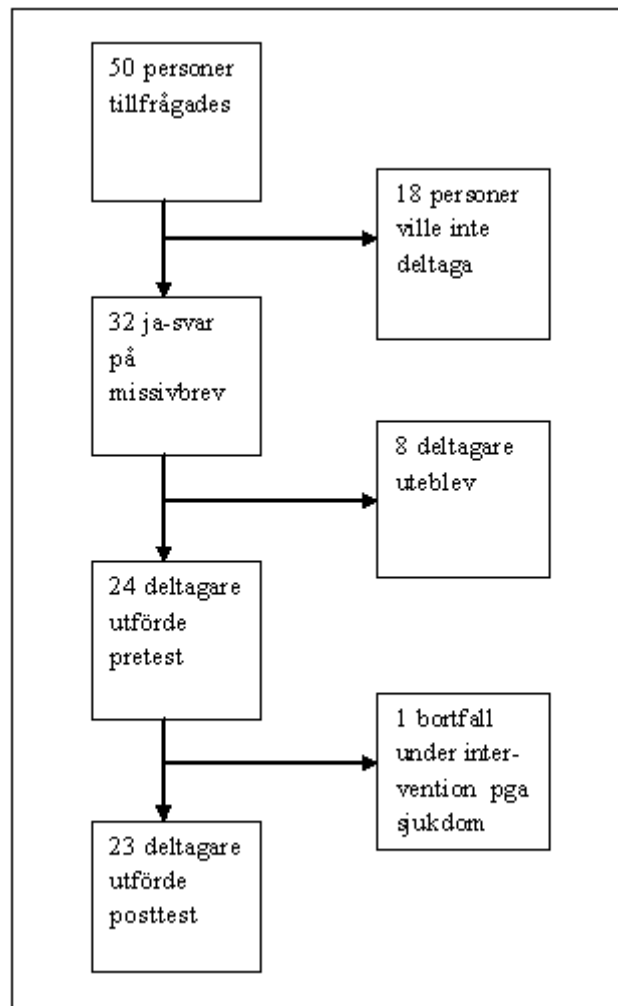 50 personer
tillfrågades
18 personer
ville inte
deltaga
32 ja-svar
på
missivbrev
8 deltagare
uteblev
24 deltagare
utförde
pretest
1 bortfall
under inter-
vention pga
sjukdom
23 deltagare
utförde
posttest